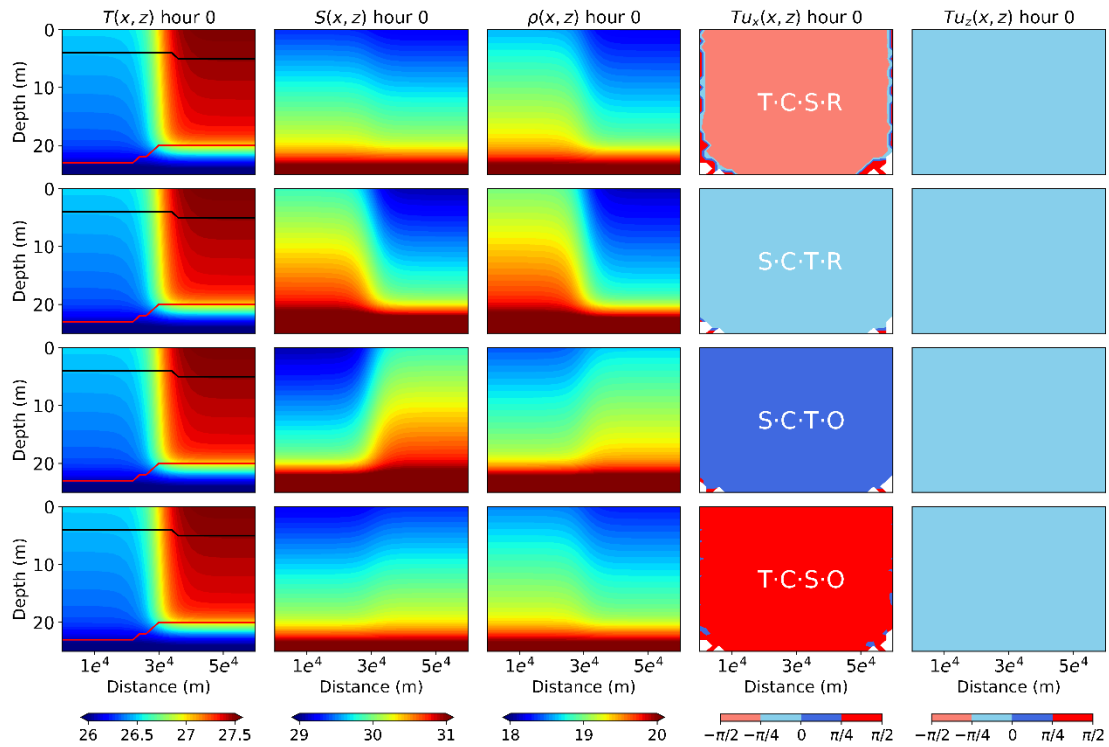 T(x, z) hour 0 S(x, z) hour 0 ρ(x, z) hour 0 Tuₓ(x, z) hour 0 Tu_z(x, z) hour 0
0
10
20
Depth (m)
T·C·S·R
0
10
20
Depth (m)
S·C·T·R
0
10
20
Depth (m)
S·C·T·O
0
10
20
Depth (m)
T·C·S·O
1e⁴ 3e⁴ 5e⁴ 1e⁴ 3e⁴ 5e⁴ 1e⁴ 3e⁴ 5e⁴ 1e⁴ 3e⁴ 5e⁴ 1e⁴ 3e⁴ 5e⁴
Distance (m) Distance (m) Distance (m) Distance (m) Distance (m)
26 26.5 27 27.5 29 30 31 18 19 20 −π/2 −π/4 0 π/4 π/2 −π/2 −π/4 0 π/4 π/2